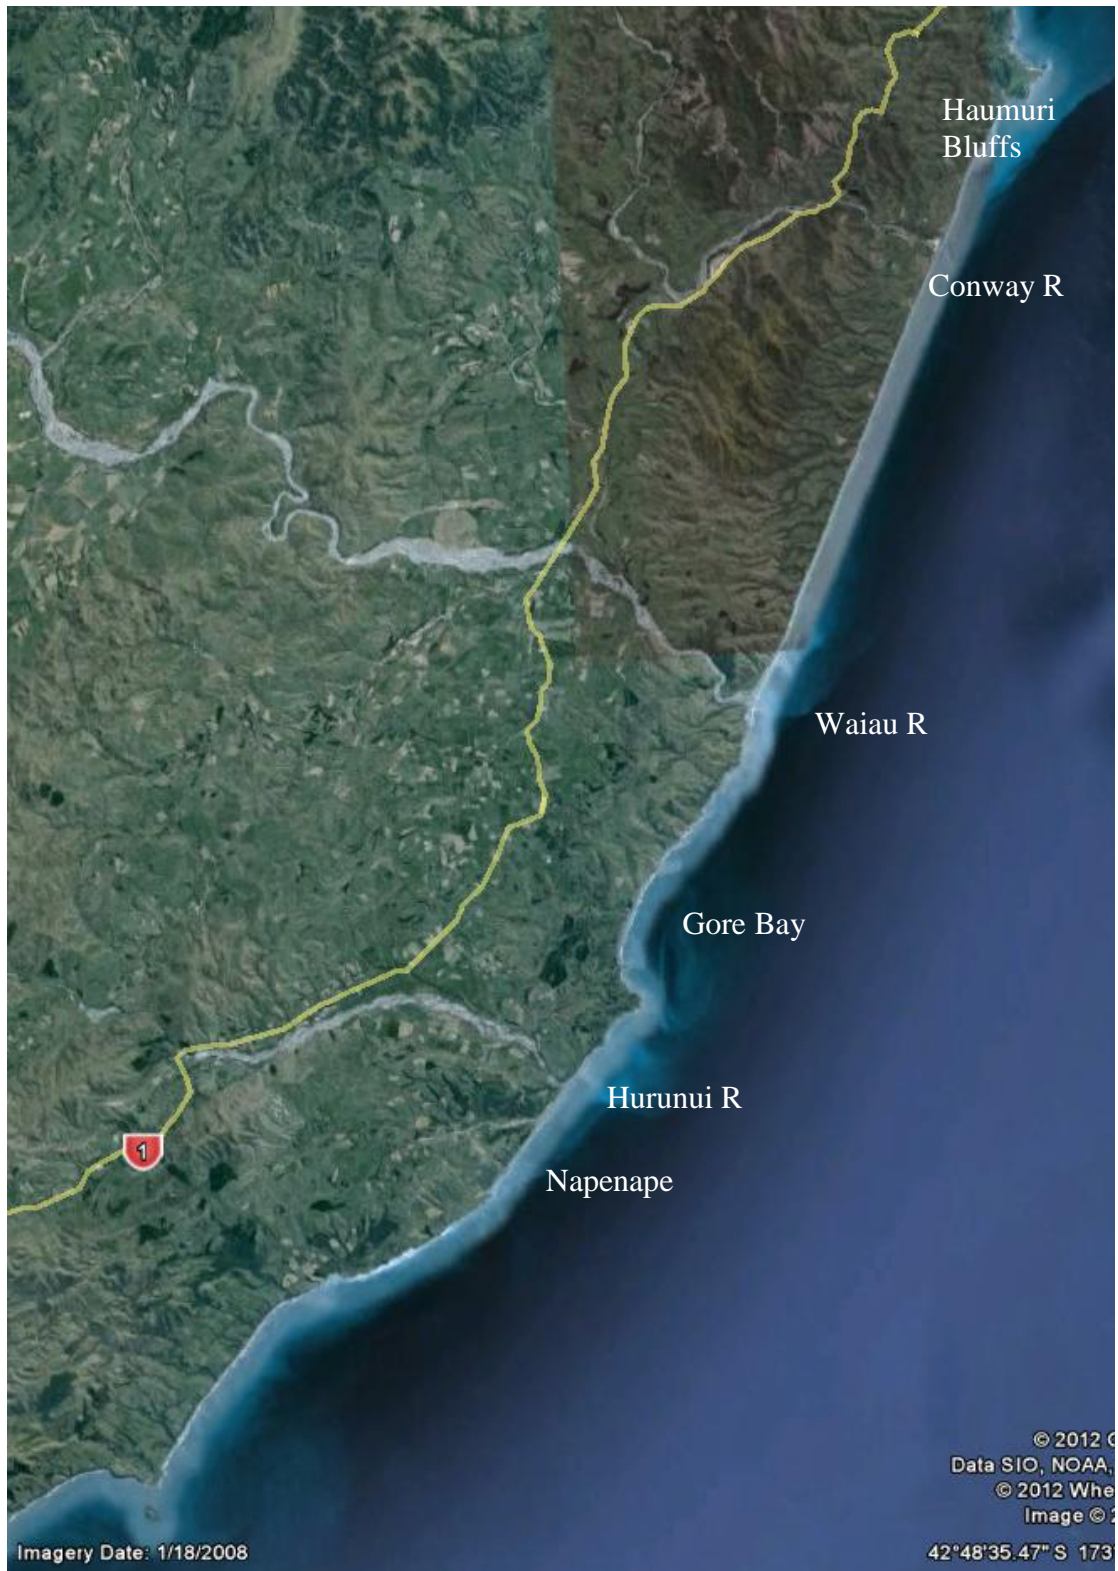 Haumuri
Bluffs
Conway R
Waiau R
Gore Bay
Hurunui R
1
Napenape
© 2012
Data SIO, NOAA,
© 2012
Image ©
Imagery Date: 1/18/2008
42°48'35.47" S